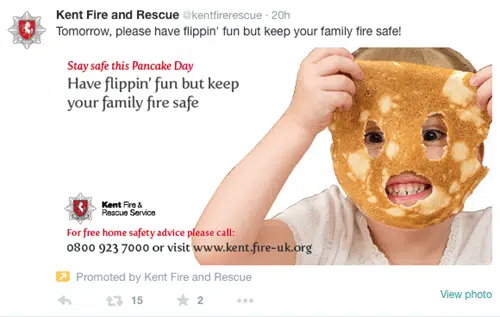 Kent Fire and Rescue @kentfirerescue · 20h
Tomorrow, please have flippin' fun but keep your family fire safe!
Stay safe this Pancake Day
Have flippin' fun but keep
your family fire safe
Kent Fire &
Rescue Service
For free home safety advice please call:
0800 923 7000 or visit www.kent.fire-uk.org
Promoted by Kent Fire and Rescue
15 2
View photo